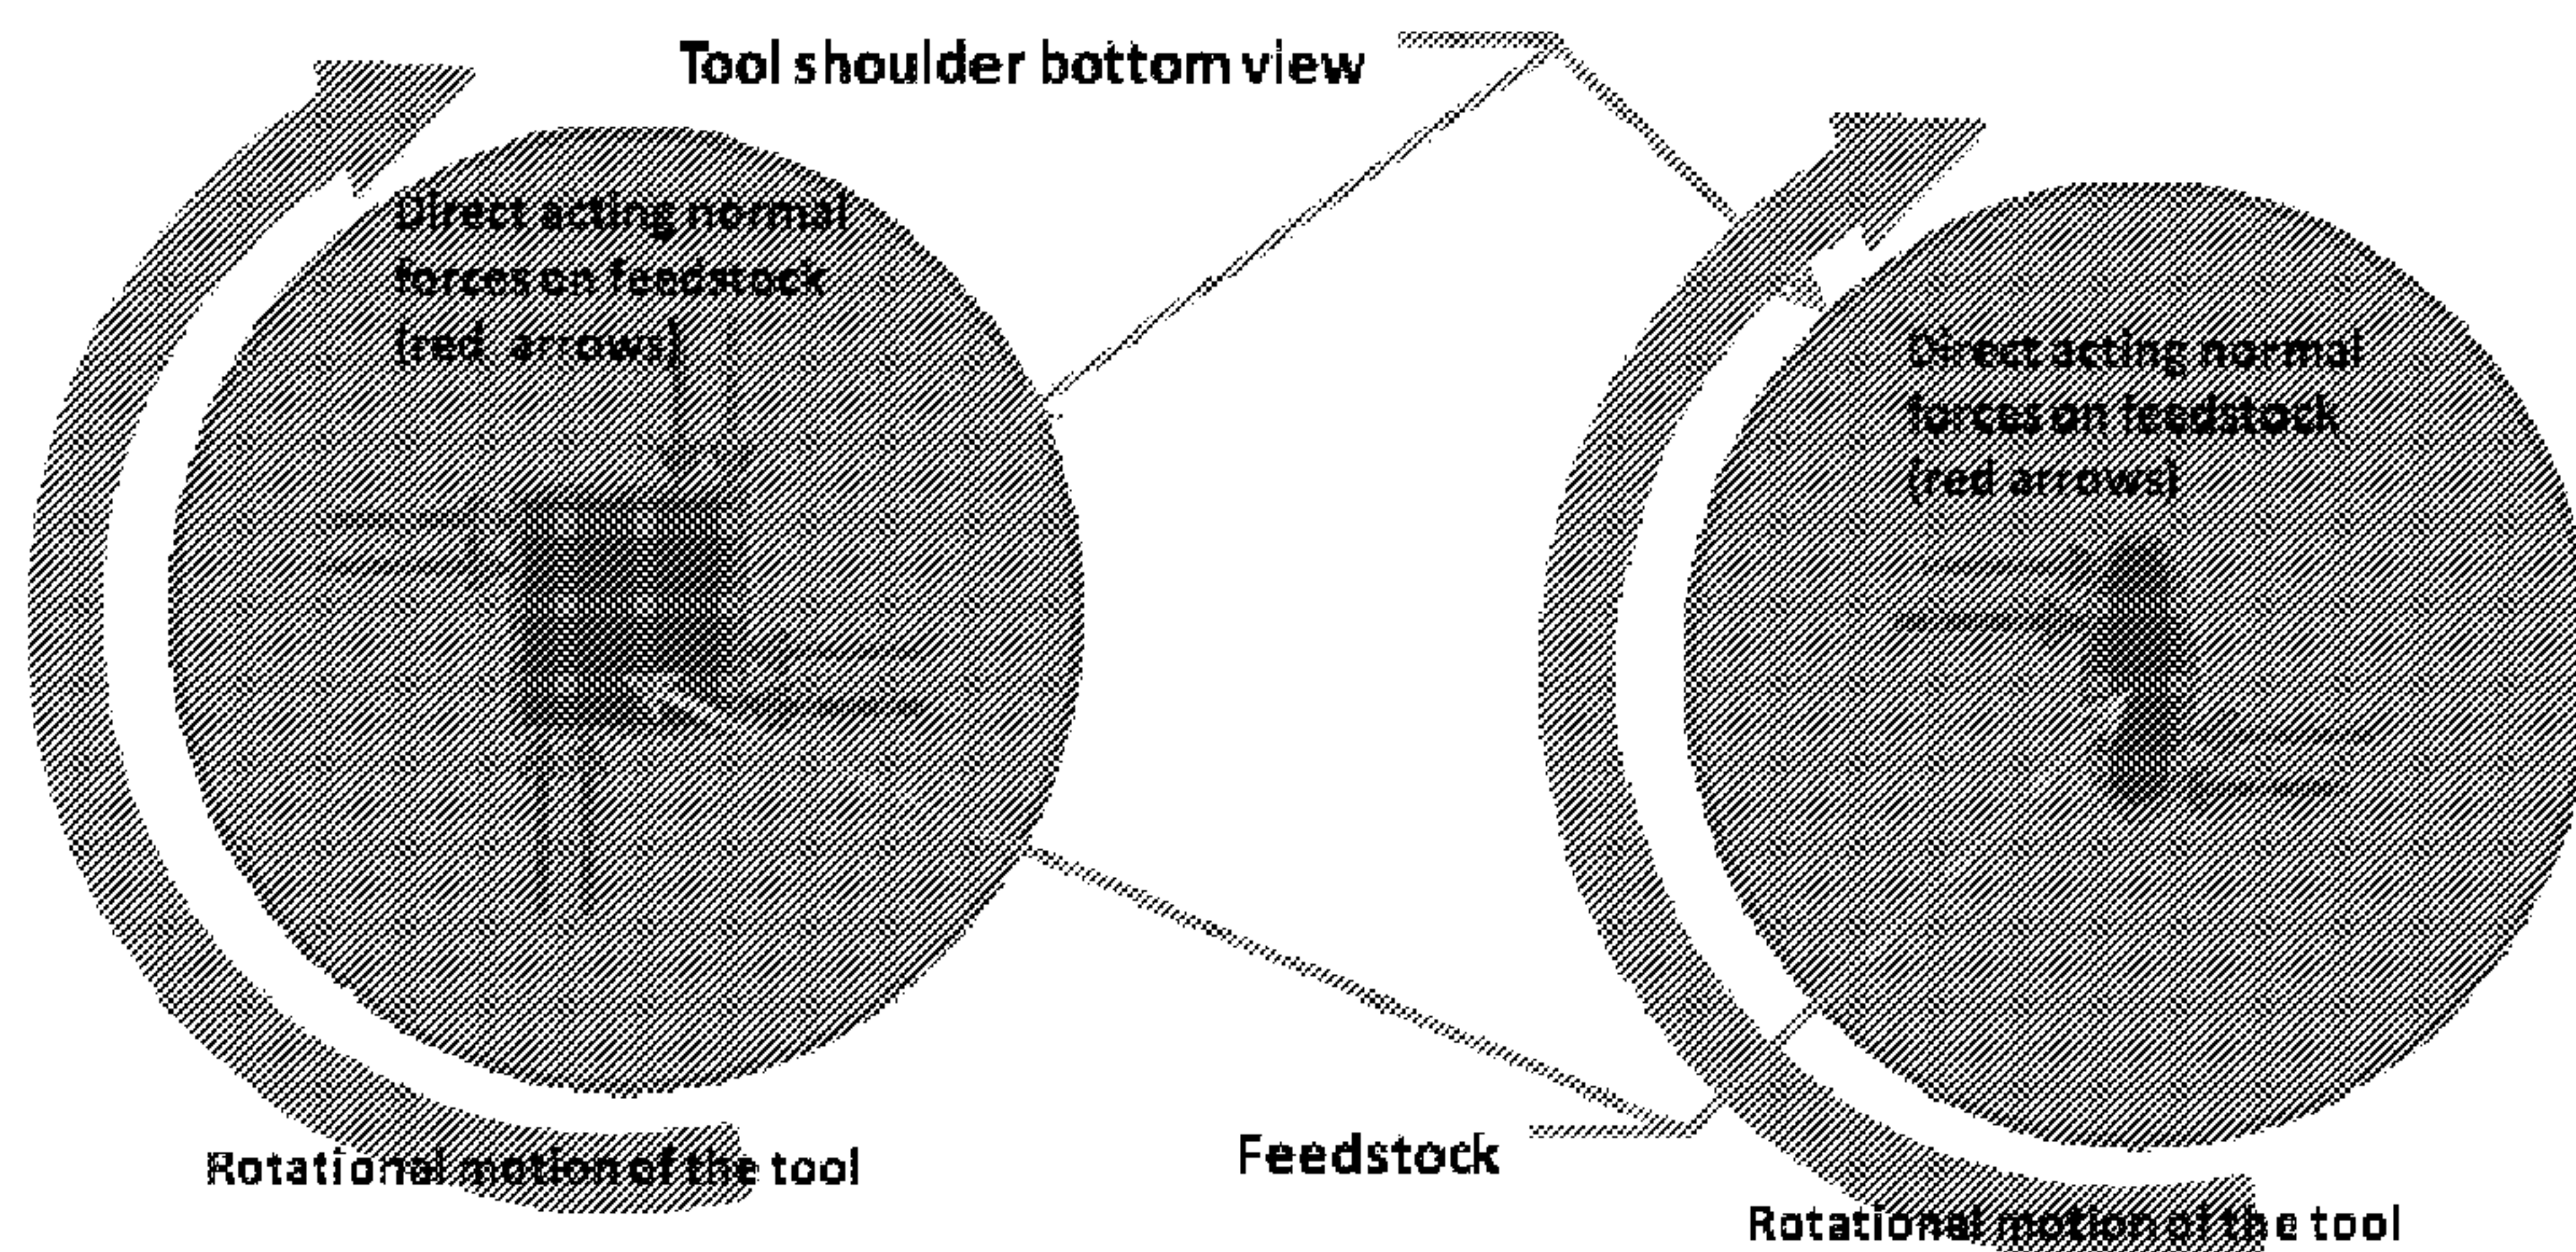 Tool shoulder bottom view
Direct acting normal
forces on feedstock
(red arrows)
Direct acting normal
forces on feedstock
(red arrows)
Feedstock
Rotational motion of the tool
Rotational motion of the tool